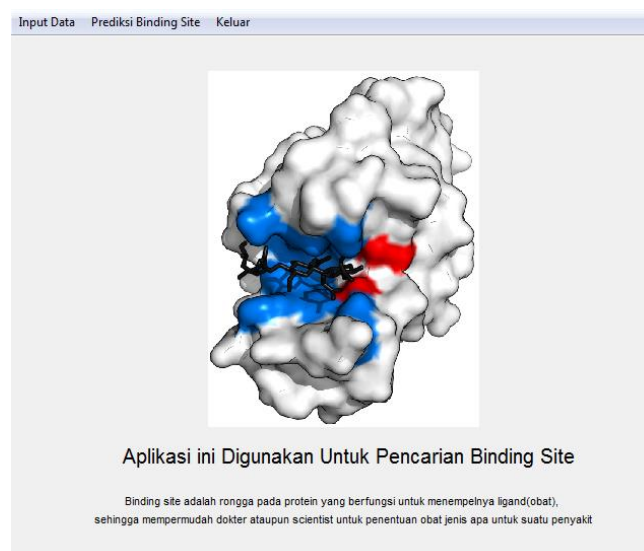 Input Data Prediksi Binding Site Keluar
Aplikasi ini Digunakan Untuk Pencarian Binding Site
Binding site adalah rongga pada protein yang berfungsi untuk menempelnya ligand(obat),
sehingga mempermudah dokter ataupun scientist untuk penentuan obat jenis apa untuk suatu penyakit